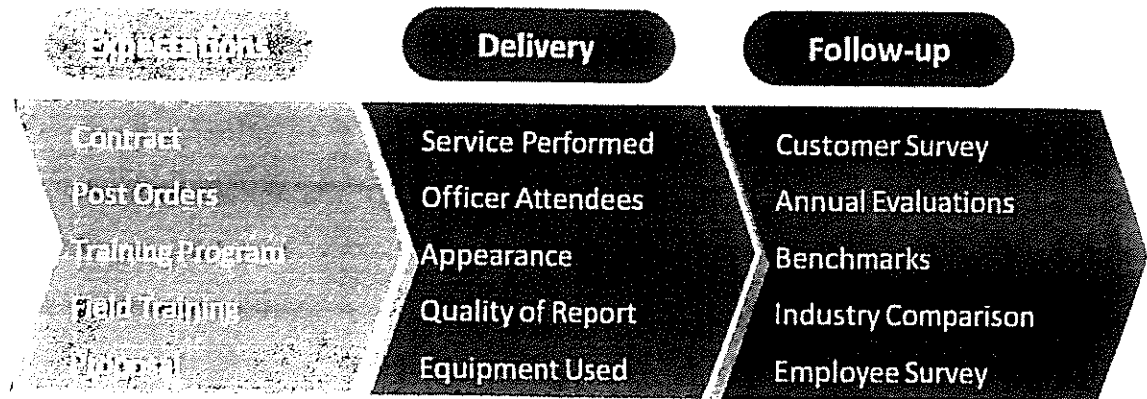 Expectations
Contract
Post Orders
Training Program
Field Training
Proposal
Delivery
Service Performed
Officer Attendees
Appearance
Quality of Report
Equipment Used
Follow-up
Customer Survey
Annual Evaluations
Benchmarks
Industry Comparison
Employee Survey